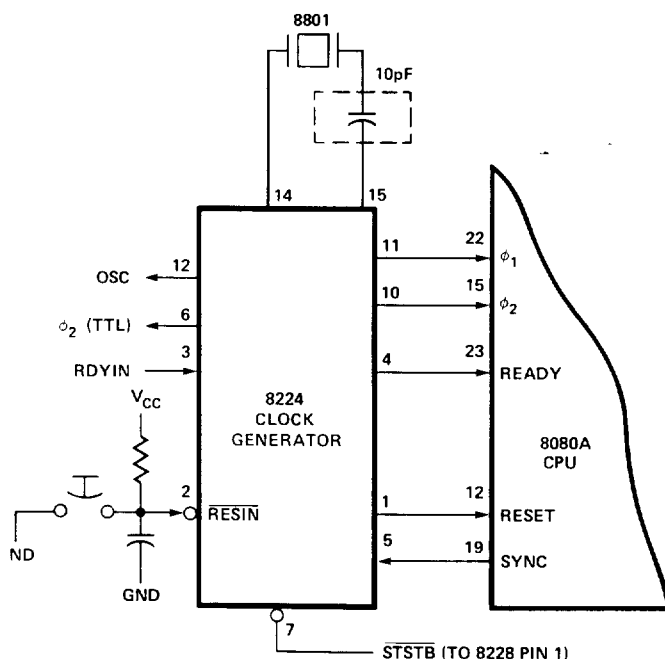 8801
10pF
14
15
11
22
φ1
12
OSC
10
15
φ2
6
φ2 (TTL)
3
RDYIN
4
23
READY
VCC
8224
CLOCK
GENERATOR
8080A
CPU
2
RESIN
1
12
RESET
5
19
SYNC
ND
GND
7
STSTB (TO 8228 PIN 1)